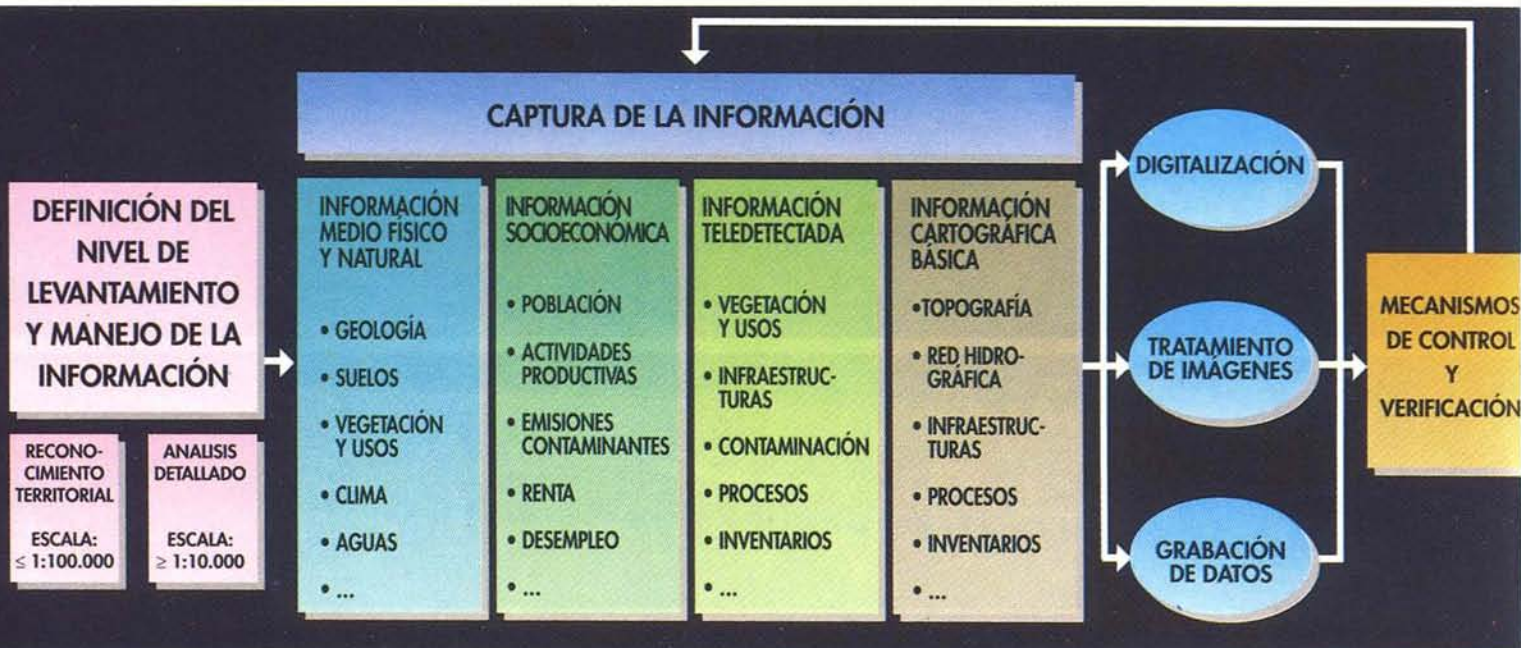 CAPTURA DE LA INFORMACIÓN
DEFINICIÓN DEL
NIVEL DE
LEVANTAMIENTO
Y MANEJO DE LA
INFORMACIÓN
RECONO-
CIMIENTO
TERRITORIAL
ESCALA:
≤ 1:100.000
ANALISIS
DETALLADO
ESCALA:
≥ 1:10.000
INFORMACIÓN
MEDIO FÍSICO
Y NATURAL
• GEOLOGÍA
• SUELOS
• VEGETACIÓN
Y USOS
• CLIMA
• AGUAS
• ...
INFORMACIÓN
SOCIOECONÓMICA
• POBLACIÓN
• ACTIVIDADES
PRODUCTIVAS
• EMISIONES
CONTAMINANTES
• RENTA
• DESEMPLEO
• ...
INFORMACIÓN
TELEDETECTADA
• VEGETACIÓN
Y USOS
• INFRAESTRUC-
TURAS
• CONTAMINACIÓN
• PROCESOS
• INVENTARIOS
• ...
INFORMACIÓN
CARTOGRÁFICA
BÁSICA
•TOPOGRAFÍA
• RED HIDRO-
GRÁFICA
• INFRAESTRUC-
TURAS
• PROCESOS
• INVENTARIOS
• ...
DIGITALIZACIÓN
TRATAMIENTO
DE IMÁGENES
GRABACIÓN
DE DATOS
MECANISMOS
DE CONTROL
Y
VERIFICACIÓN